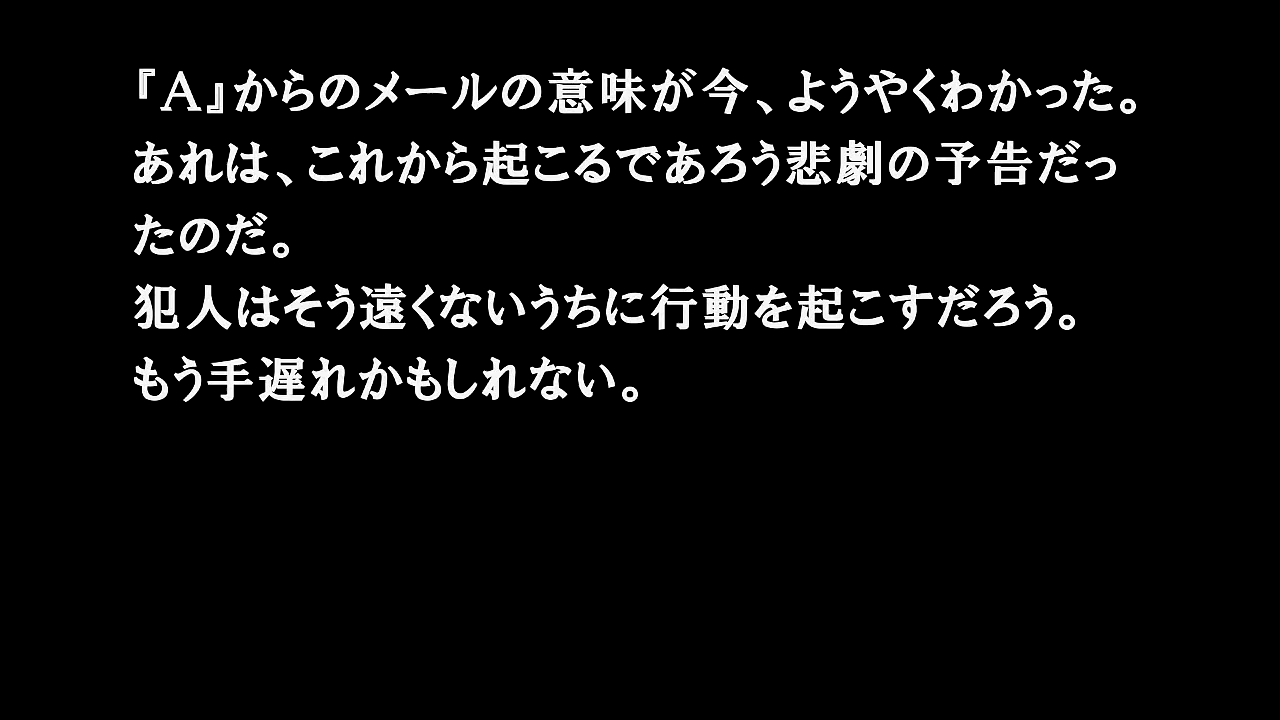 『Ａ』からのメールの意味が今、ようやくわかった。
あれは、これから起こるであろう悲劇の予告だっ
たのだ。
犯人はそう遠くないうちに行動を起こすだろう。
もう手遅れかもしれない。